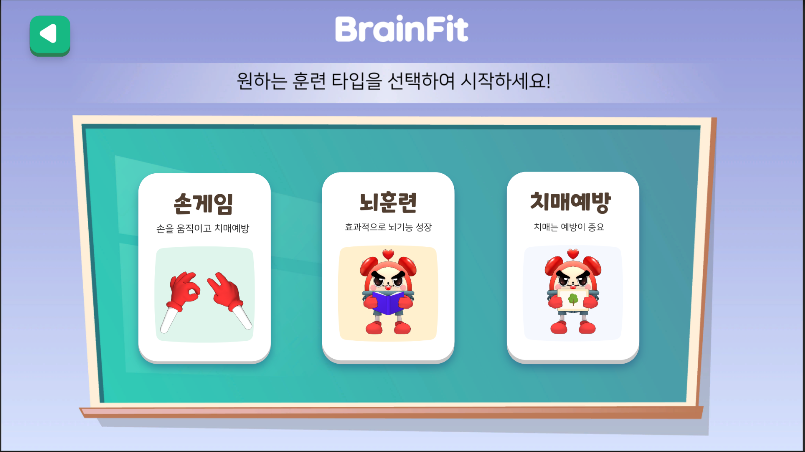 BrainFit
원하는 훈련 타입을 선택하여 시작하세요!
손게임
손을 움직이고 치매예방
뇌훈련
효과적으로 뇌기능 성장
치매예방
치매는 예방이 중요